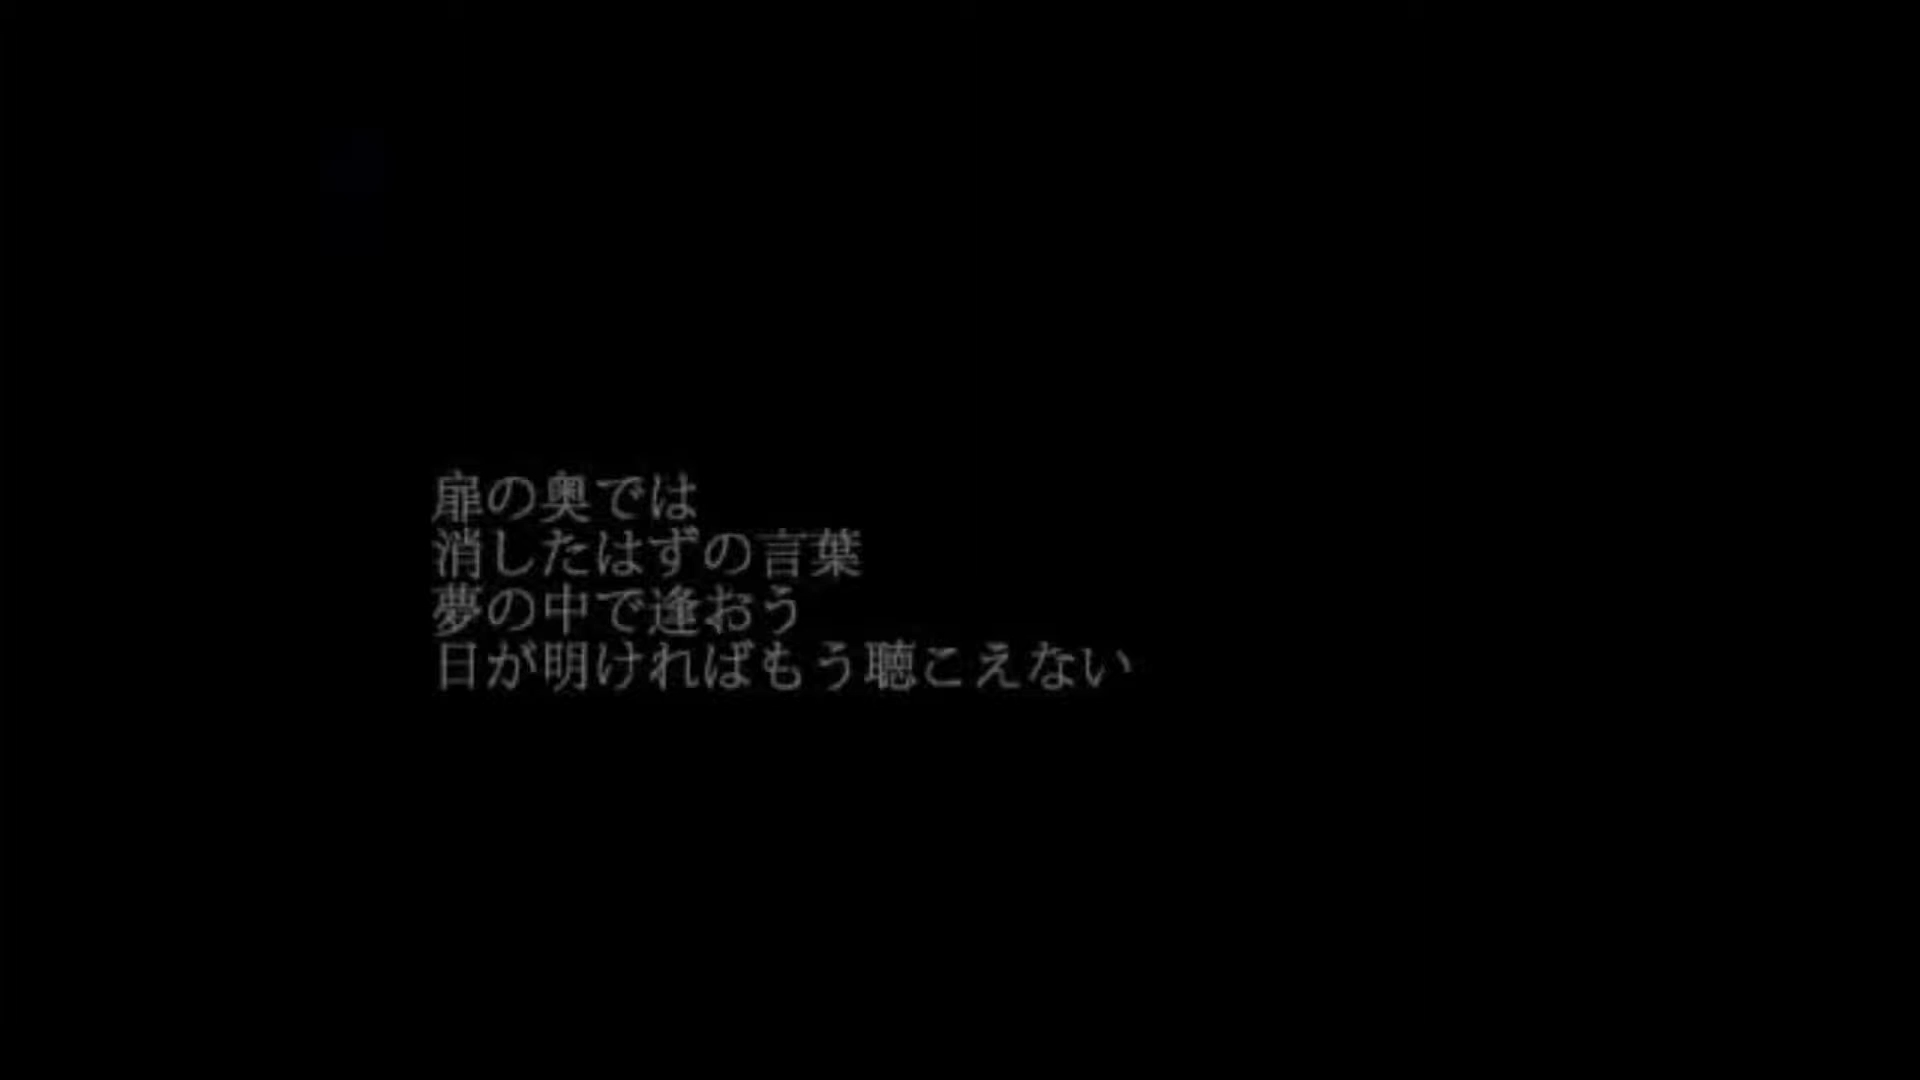 扉の奥では
消したはずの言葉
夢の中で逢おう
日が明ければもう聴こえない